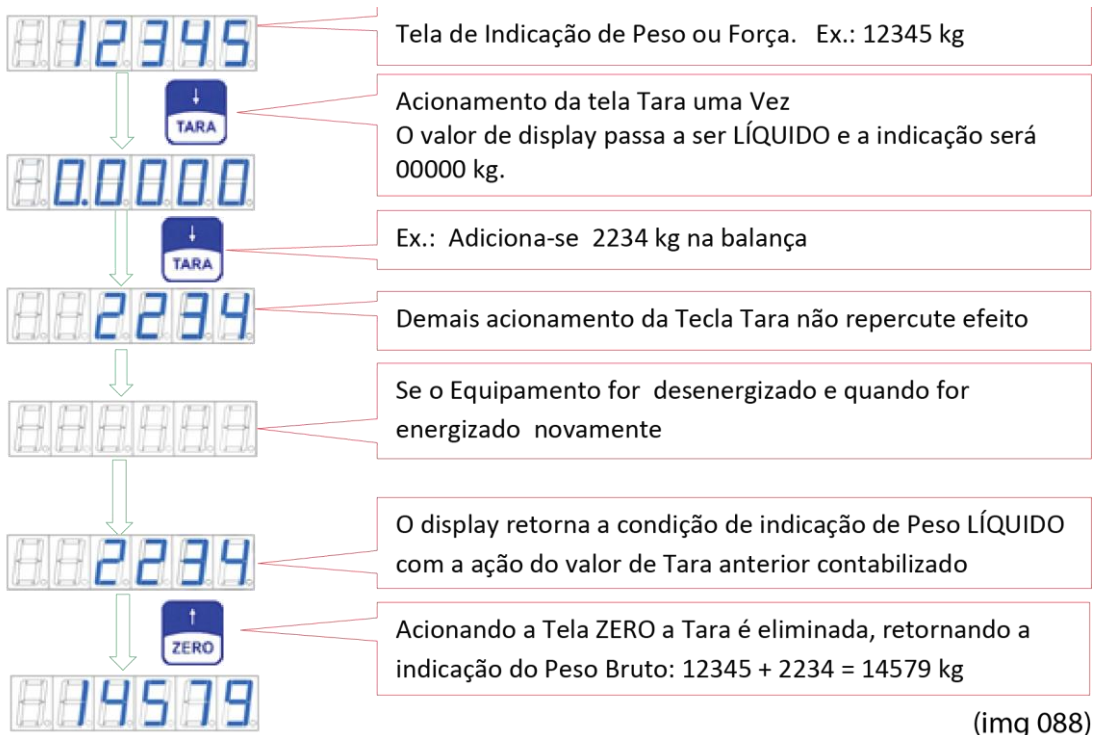 12345
Tela de Indicação de Peso ou Força. Ex.: 12345 kg
TARA
Acionamento da tela Tara uma Vez
O valor de display passa a ser LÍQUIDO e a indicação será
00000 kg.
0.0.0.0.0.
TARA
Ex.: Adiciona-se 2234 kg na balança
2234
Demais acionamento da Tecla Tara não repercute efeito
Se o Equipamento for desenergizado e quando for
energizado novamente
2234
O display retorna a condição de indicação de Peso LÍQUIDO
com a ação do valor de Tara anterior contabilizado
ZERO
Acionando a Tela ZERO a Tara é eliminada, retornando a
indicação do Peso Bruto: 12345 + 2234 = 14579 kg
14579
(img 088)